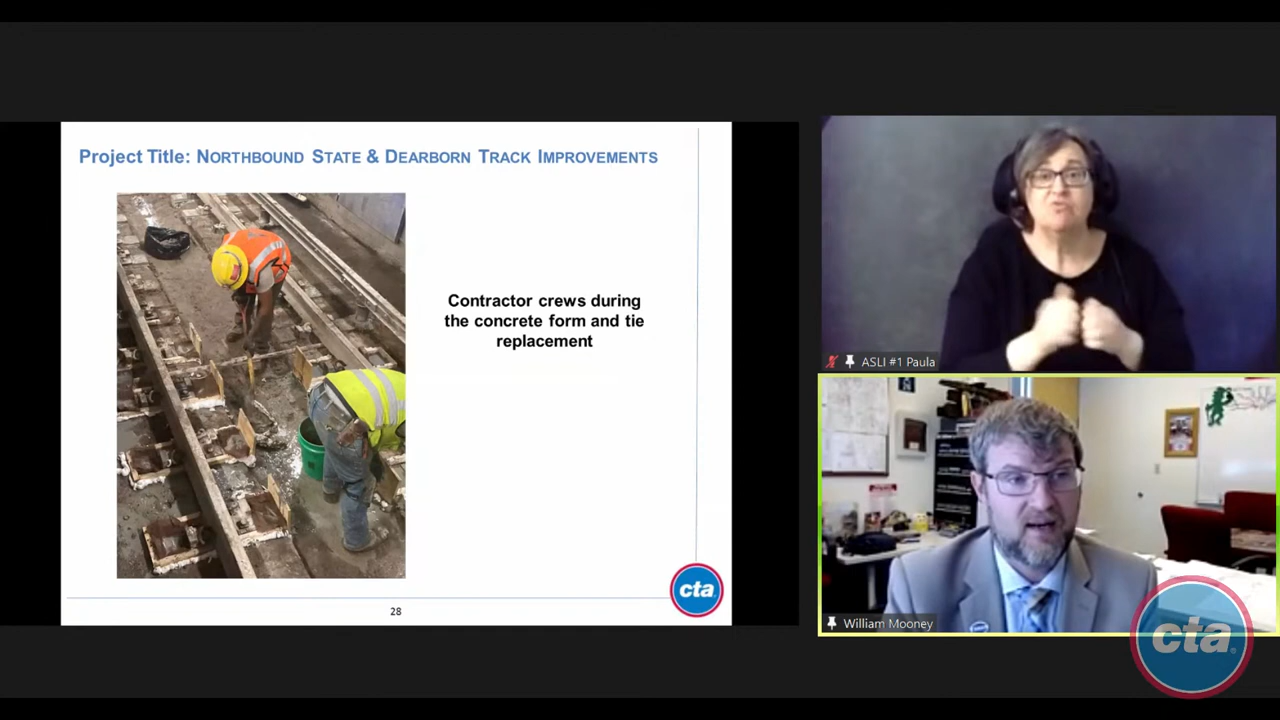 Project Title: NORTHBOUND STATE & DEARBORN TRACK IMPROVEMENTS
Contractor crews during
the concrete form and tie
replacement
cta
28
ASLI #1 Paula
William Mooney
cta